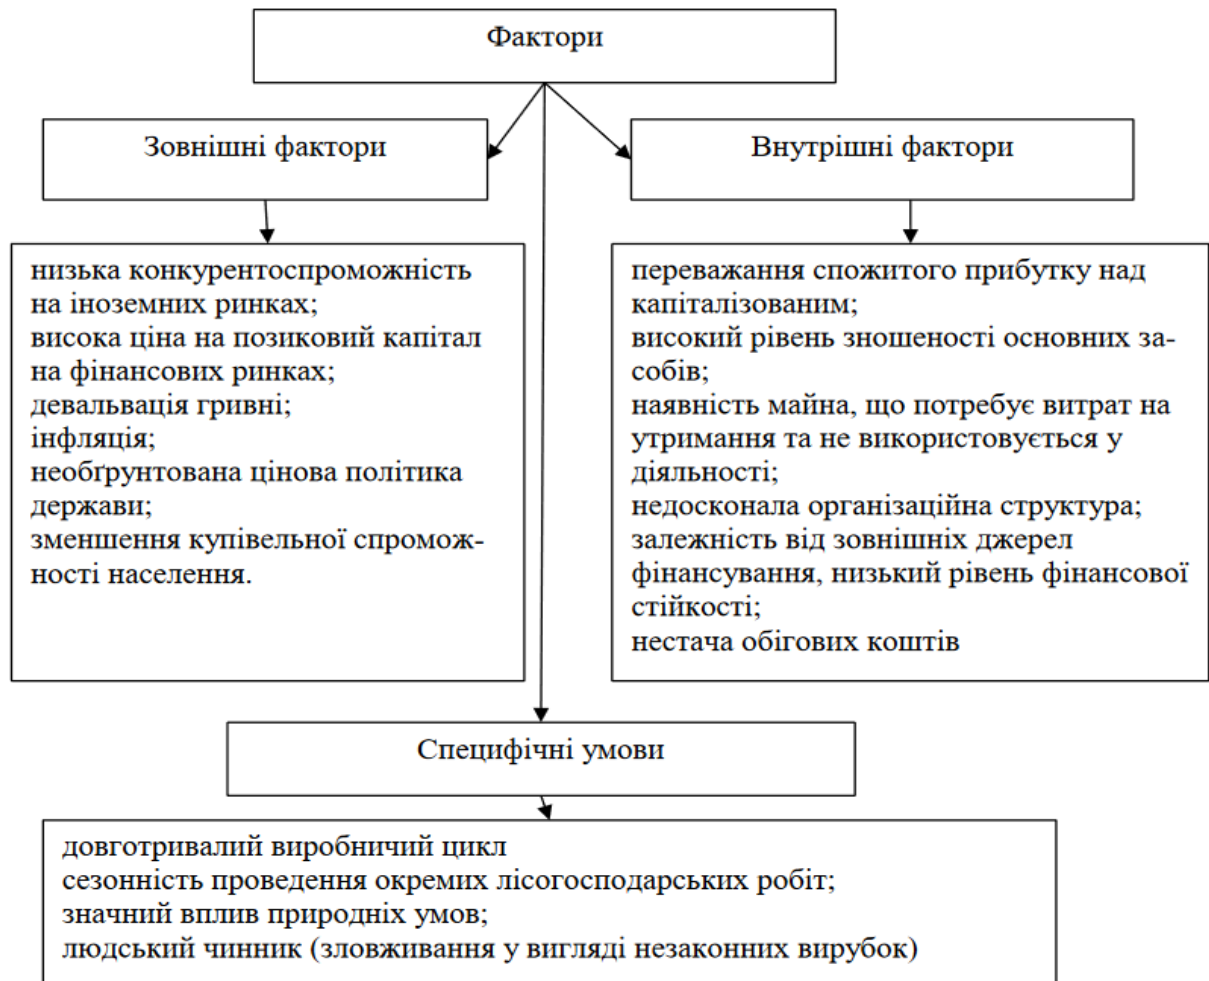 Фактори
Зовнішні фактори
Внутрішні фактори
низька конкурентоспроможність
на іноземних ринках;
висока ціна на позиковий капітал
на фінансових ринках;
девальвація гривні;
інфляція;
необґрунтована цінова політика
держави;
зменшення купівельної спромож-
ності населення.
переважання спожитого прибутку над
капіталізованим;
високий рівень зношеності основних за-
собів;
наявність майна, що потребує витрат на
утримання та не використовується у
діяльності;
недосконала організаційна структура;
залежність від зовнішніх джерел
фінансування, низький рівень фінансової
стійкості;
нестача обігових коштів
Специфічні умови
довготривалий виробничий цикл
сезонність проведення окремих лісогосподарських робіт;
значний вплив природніх умов;
людський чинник (зловживання у вигляді незаконних вирубок)